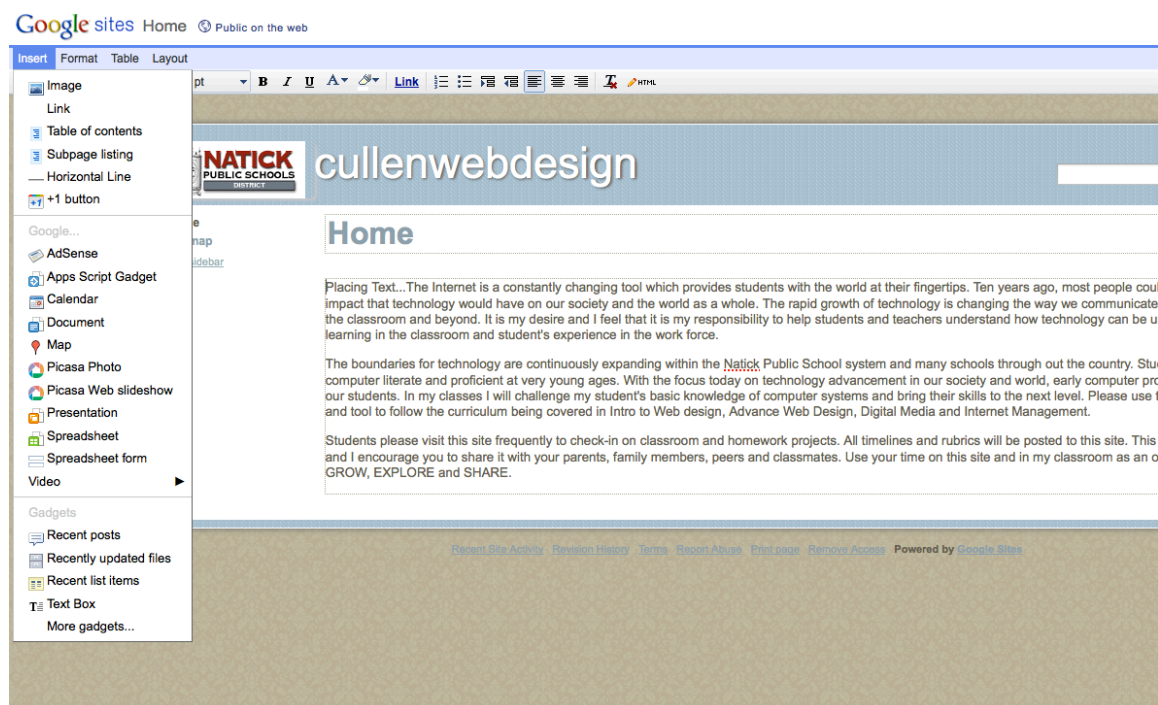 Google sites Home Public on the web
Insert Format Table Layout
pt B I U A Link HTML
Image
Link
Table of contents
Subpage listing
Horizontal Line
+1 button
Google...
AdSense
Apps Script Gadget
Calendar
Document
Map
Picasa Photo
Picasa Web slideshow
Presentation
Spreadsheet
Spreadsheet form
Video
Gadgets
Recent posts
Recently updated files
Recent list items
Text Box
More gadgets...
NATICK
PUBLIC SCHOOLS
DISTRICT
cullenwebdesign
e
map
sidebar
Home
Placing Text...The Internet is a constantly changing tool which provides students with the world at their fingertips. Ten years ago, most people cou
impact that technology would have on our society and the world as a whole. The rapid growth of technology is changing the way we communicate
the classroom and beyond. It is my desire and I feel that it is my responsibility to help students and teachers understand how technology can be u
learning in the classroom and student's experience in the work force.
The boundaries for technology are continuously expanding within the Natick Public School system and many schools through out the country. Stu
computer literate and proficient at very young ages. With the focus today on technology advancement in our society and world, early computer pro
our students. In my classes I will challenge my student's basic knowledge of computer systems and bring their skills to the next level. Please use t
and tool to follow the curriculum being covered in Intro to Web design, Advance Web Design, Digital Media and Internet Management.
Students please visit this site frequently to check-in on classroom and homework projects. All timelines and rubrics will be posted to this site. This
and I encourage you to share it with your parents, family members, peers and classmates. Use your time on this site and in my classroom as an o
GROW, EXPLORE and SHARE.
Recent Site Activity Revision History Terms Report Abuse Print page Remove Access Powered by Google Sites